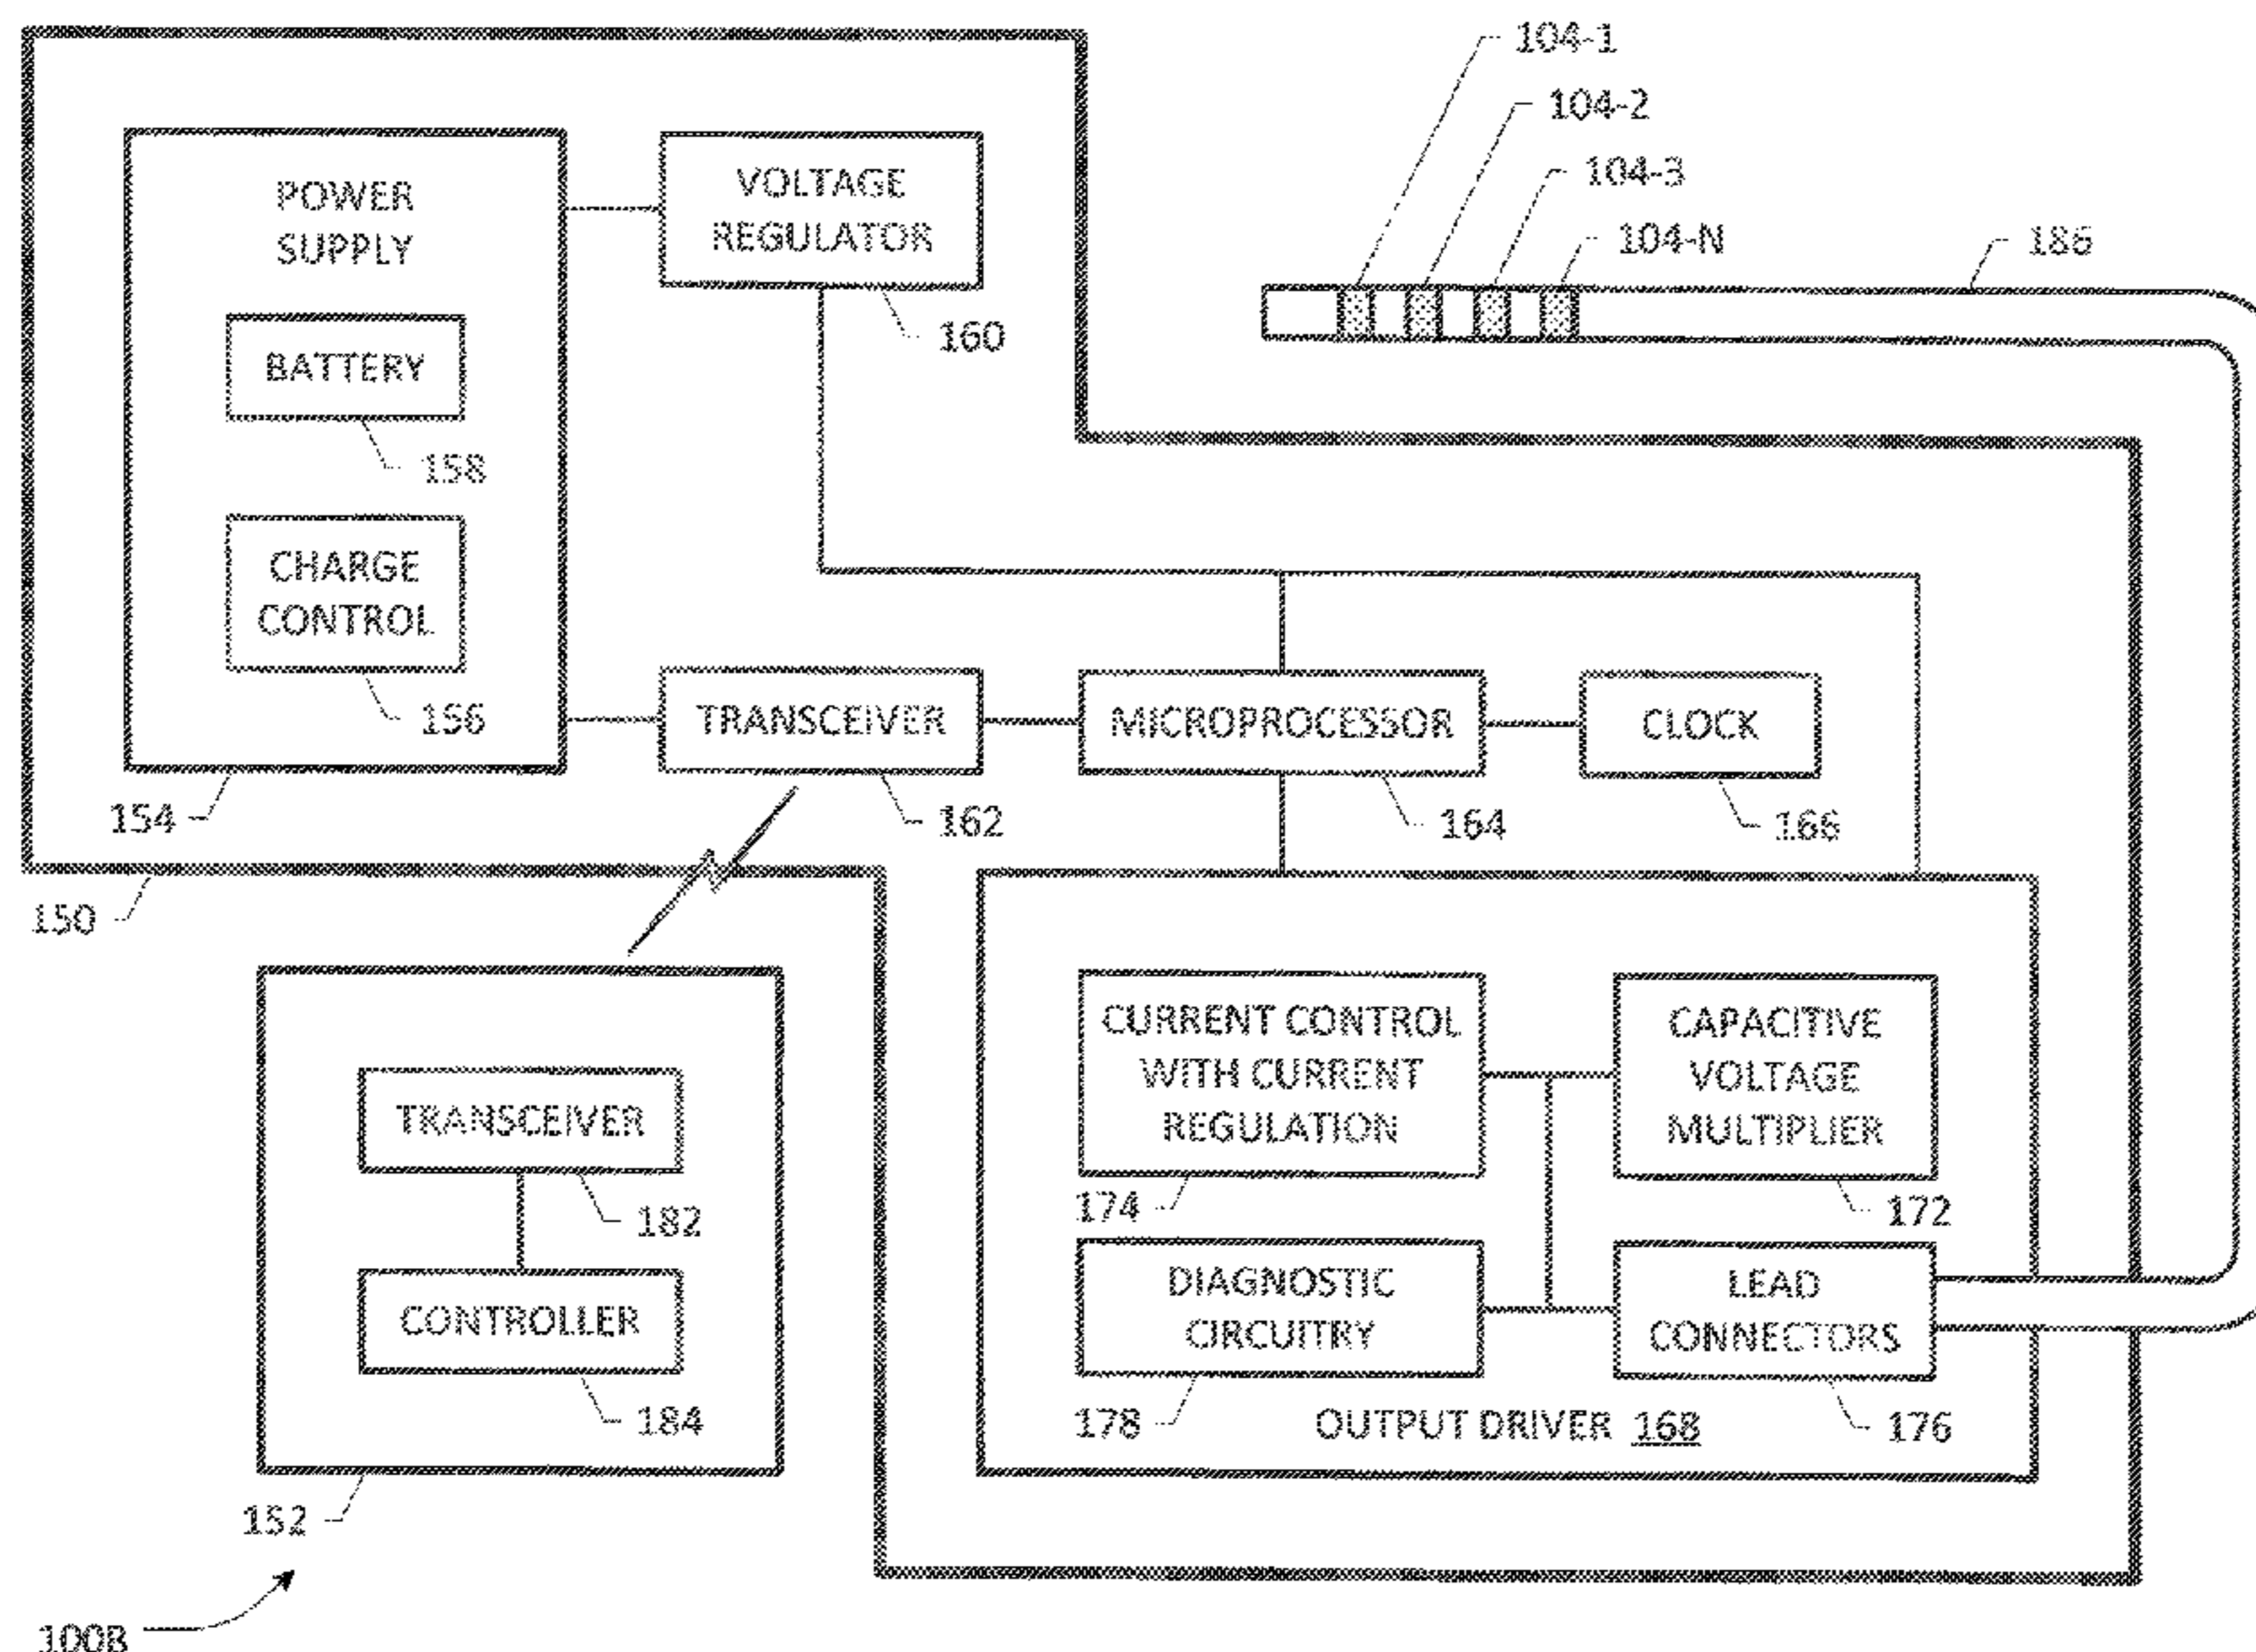 104-1
104-2
104-3
104-N
186
POWER
SUPPLY
VOLTAGE
REGULATOR
160
BATTERY
158
CHARGE
CONTROL
156
154
TRANSCEIVER
162
MICROPROCESSOR
164
CLOCK
166
150
TRANSCEIVER
182
CONTROLLER
184
152
CURRENT CONTROL
WITH CURRENT
REGULATION
174
CAPACITIVE
VOLTAGE
MULTIPLIER
172
DIAGNOSTIC
CIRCUITRY
178
LEAD
CONNECTORS
176
OUTPUT DRIVER 168
100B